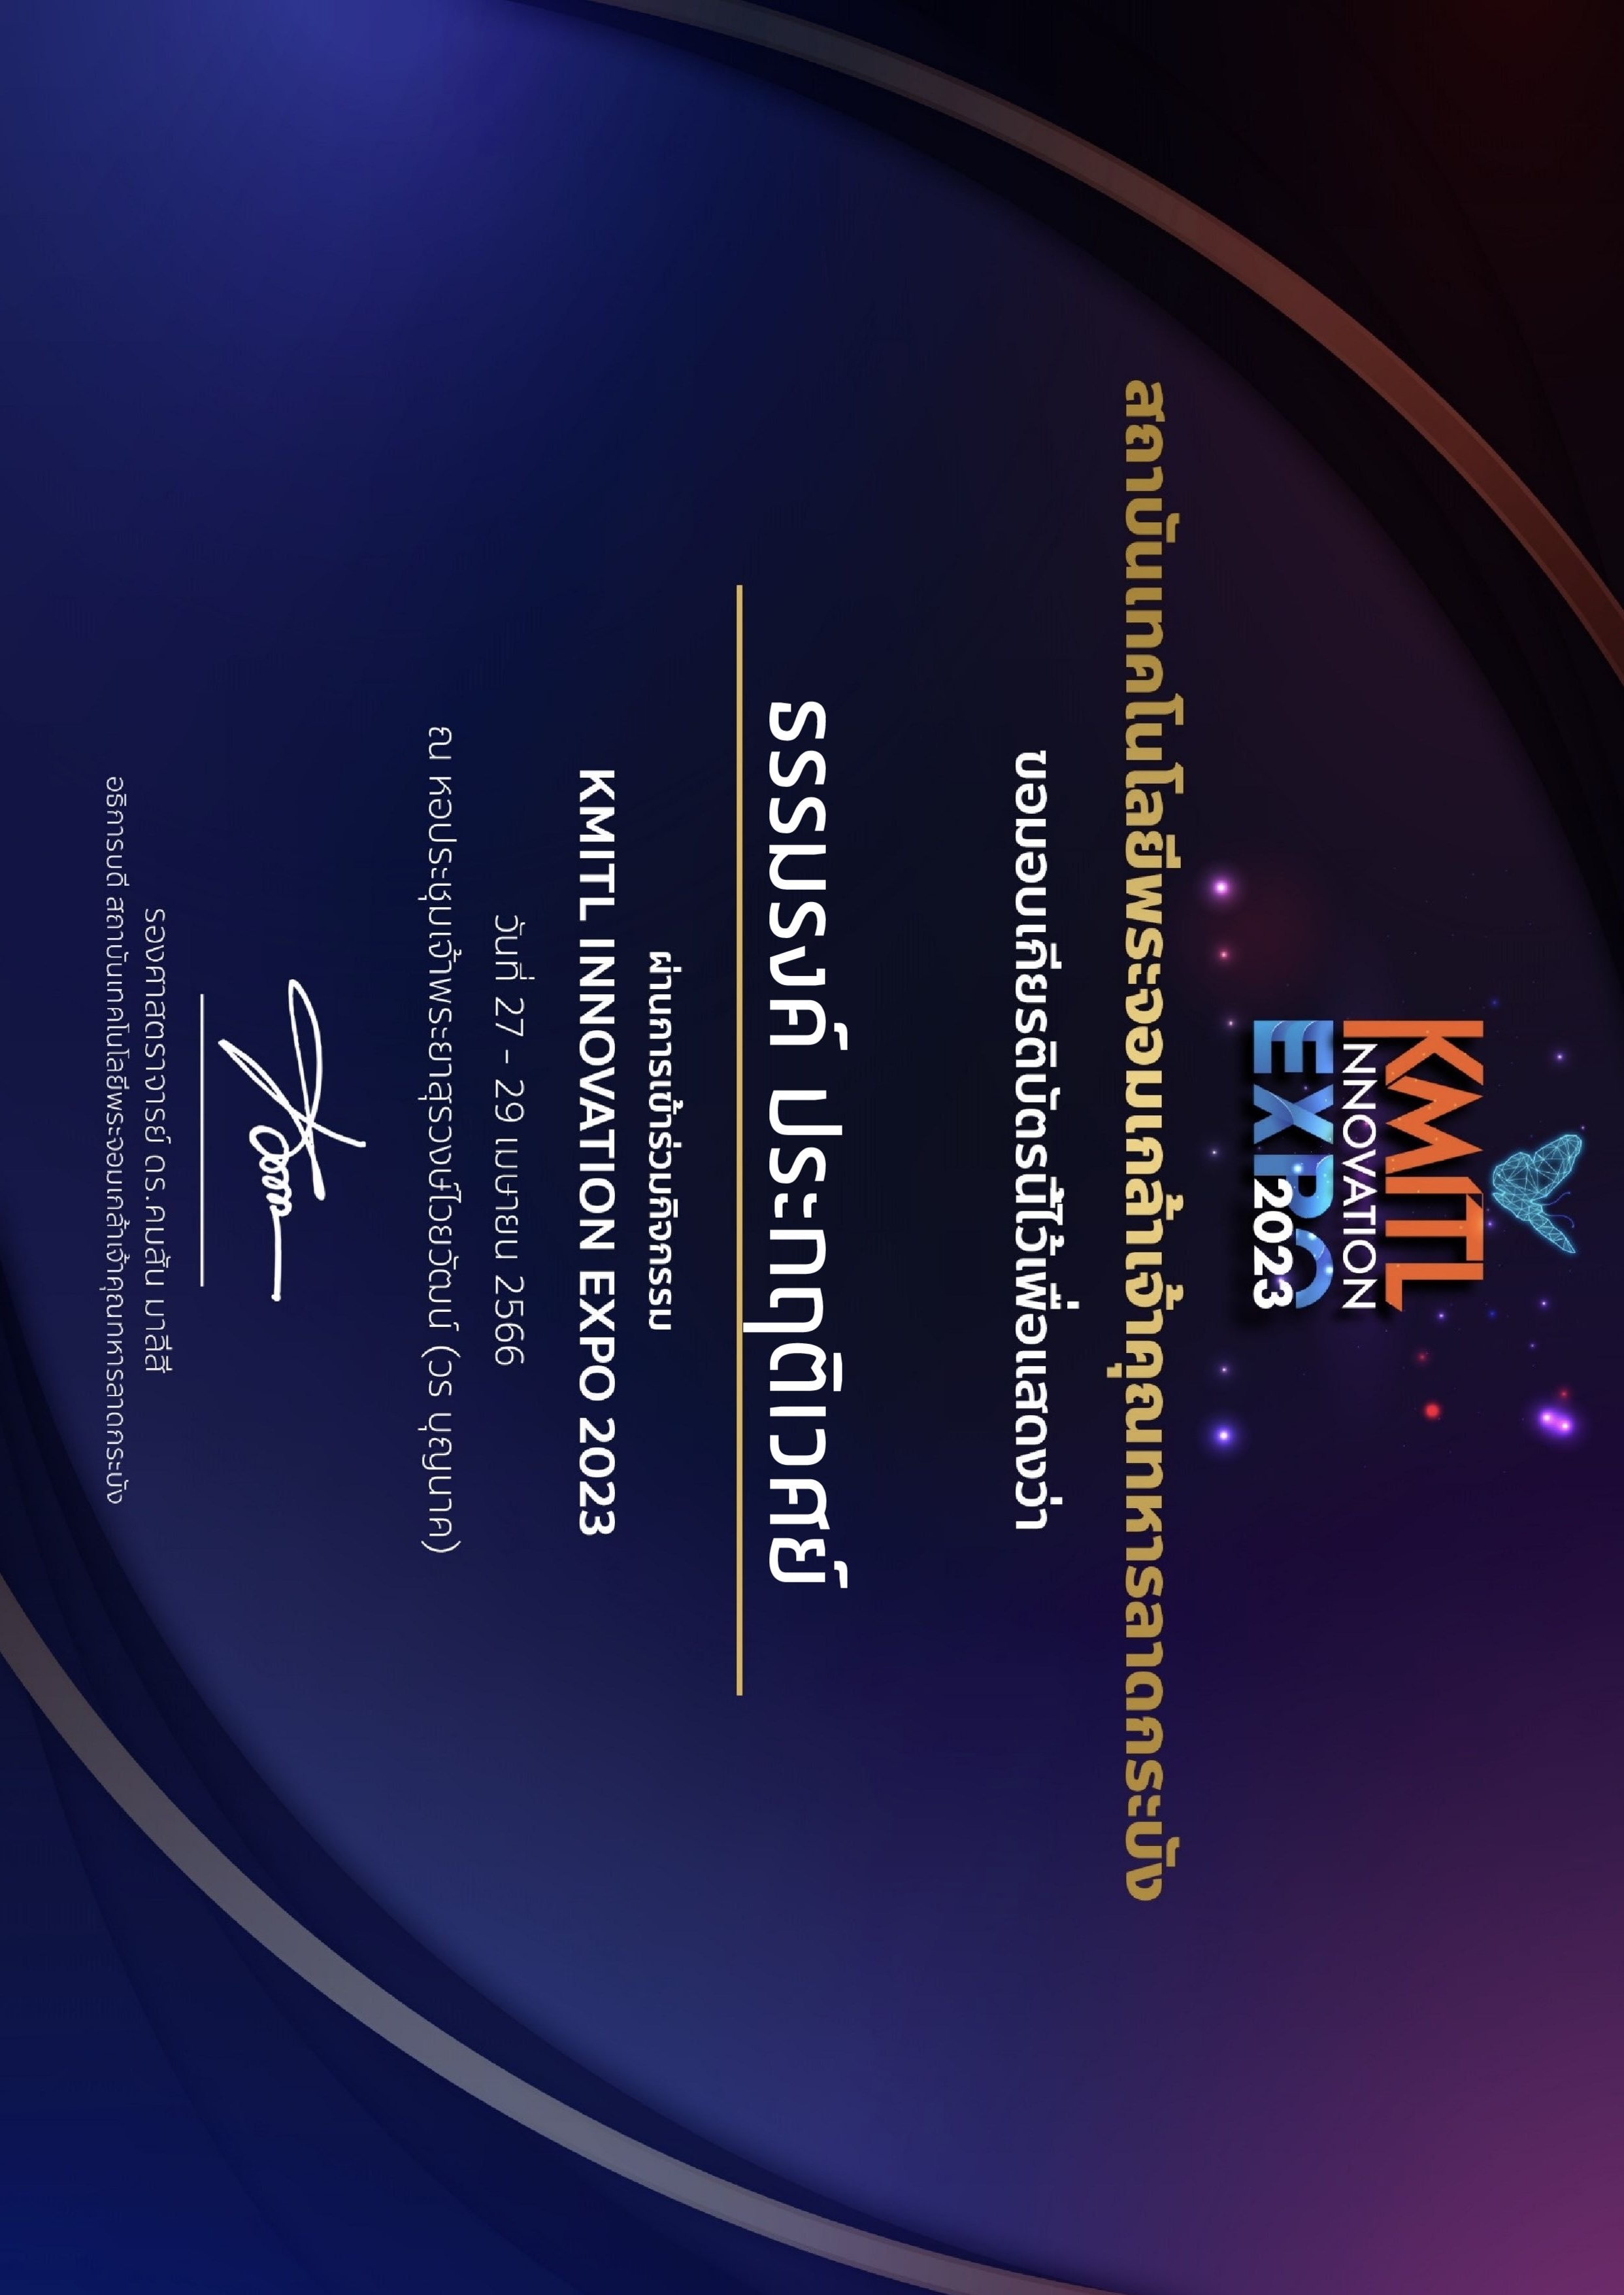 KMITL
INNOVATION
EXPO
2023
สถาบันเทคโนโลยีพระจอมเกล้าเจ้าคุณทหารลาดกระบัง
ขอมอบเกียรติบัตรนี้ไว้เพื่อแสดงว่า
ธรรมรงค์ ประกฤติเวศย์
ผ่านการเข้าร่วมกิจกรรม
KMITL INNOVATION EXPO 2023
วันที่ 27 - 29 เมษายน 2566
ณ หอประชุมเจ้าพระยาสุรวงษ์ไวยวัฒน์ (วร บุญนาค)
รองศาสตราจารย์ ดร.คมสัน มาลีสี
อธิการบดี สถาบันเทคโนโลยีพระจอมเกล้าเจ้าคุณทหารลาดกระบัง